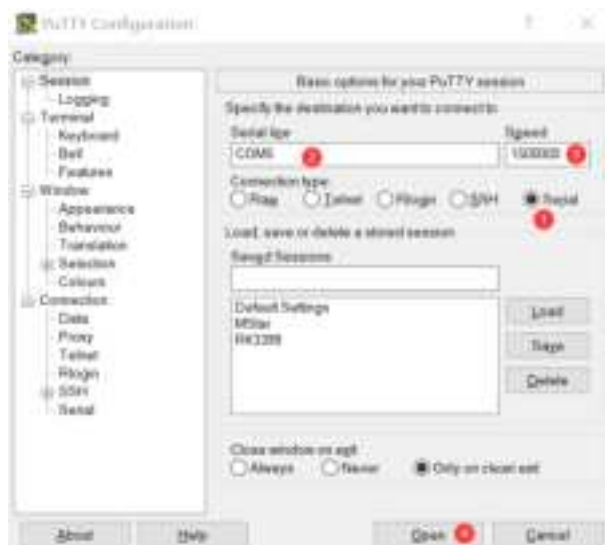 PuTTY Configuration
Category:
Session
Logging
Terminal
Keyboard
Bell
Features
Window
Appearance
Behaviour
Translation
Selection
Colours
Connection
Data
Proxy
Telnet
Rlogin
SSH
Serial
Basic options for your PuTTY session
Specify the destination you want to connect to
Serial line Speed
COM6 2 1500000 3
Connection type:
Raw Telnet Rlogin SSH Serial
1
Load, save or delete a stored session
Saved Sessions
Default Settings
MStar
Load
Save
Delete
Close window on exit:
Always Never Only on clean exit
About Help Open 4 Cancel